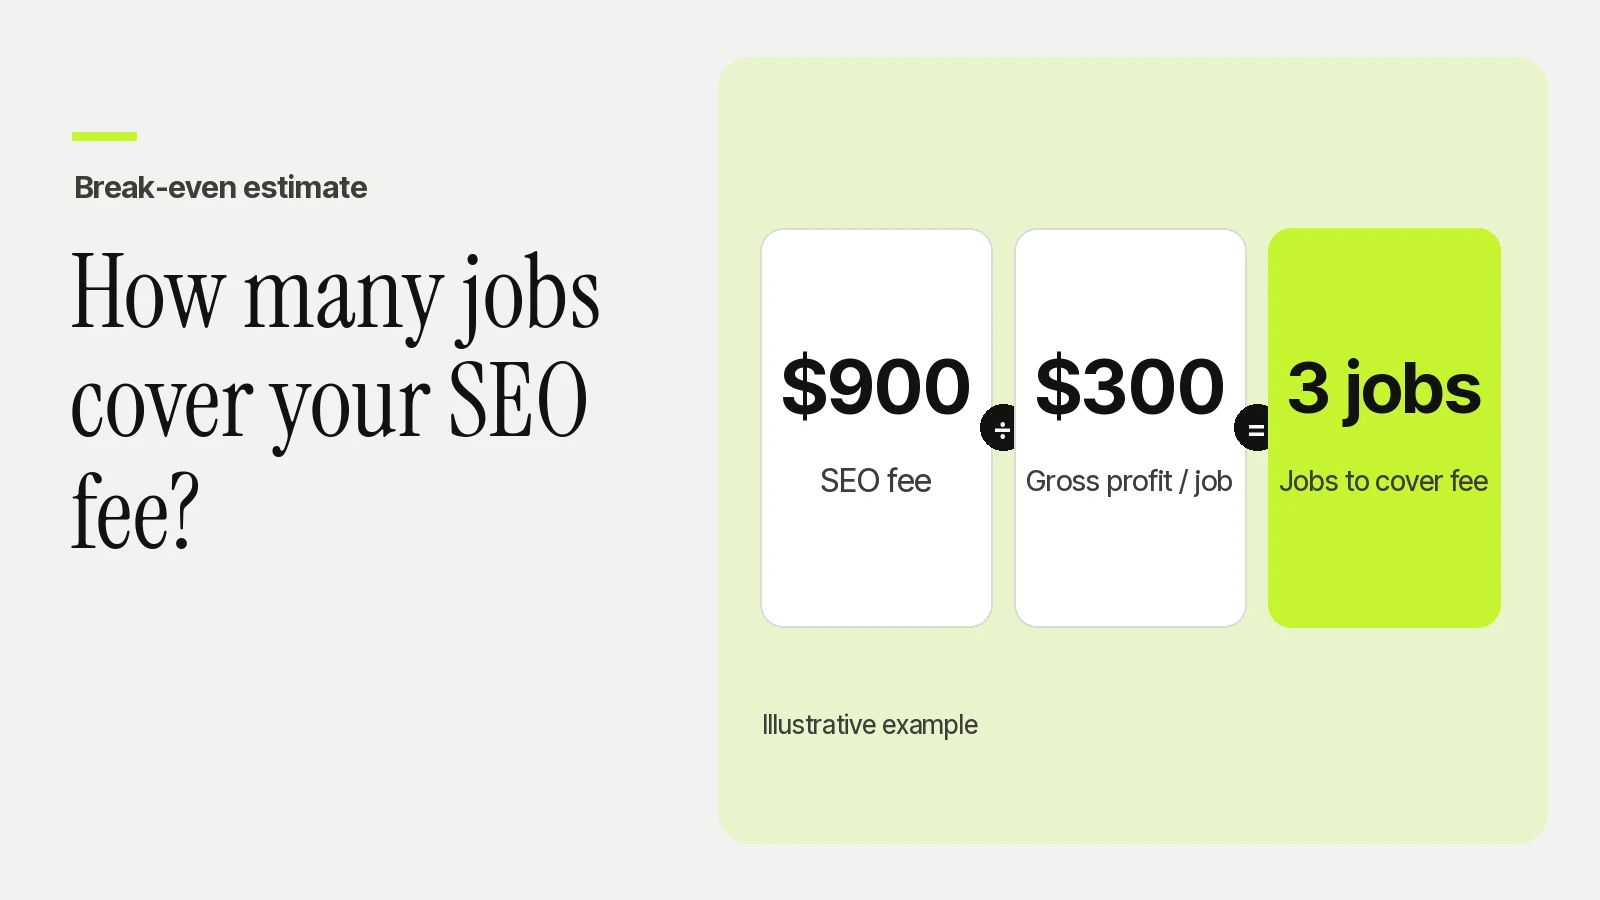 Break-even estimate
How many jobs
cover your SEO
fee?
$900
SEO fee
÷
$300
Gross profit / job
=
3 jobs
Jobs to cover fee
Illustrative example